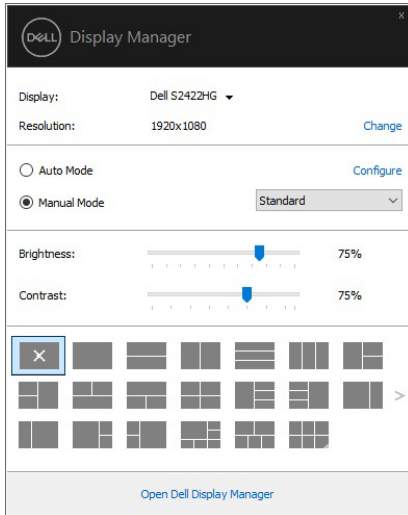 x
DELL Display Manager
Display: Dell S2422HG
Resolution: 1920x1080 Change
Auto Mode Configure
Manual Mode Standard
Brightness: 75%
Contrast: 75%
Open Dell Display Manager